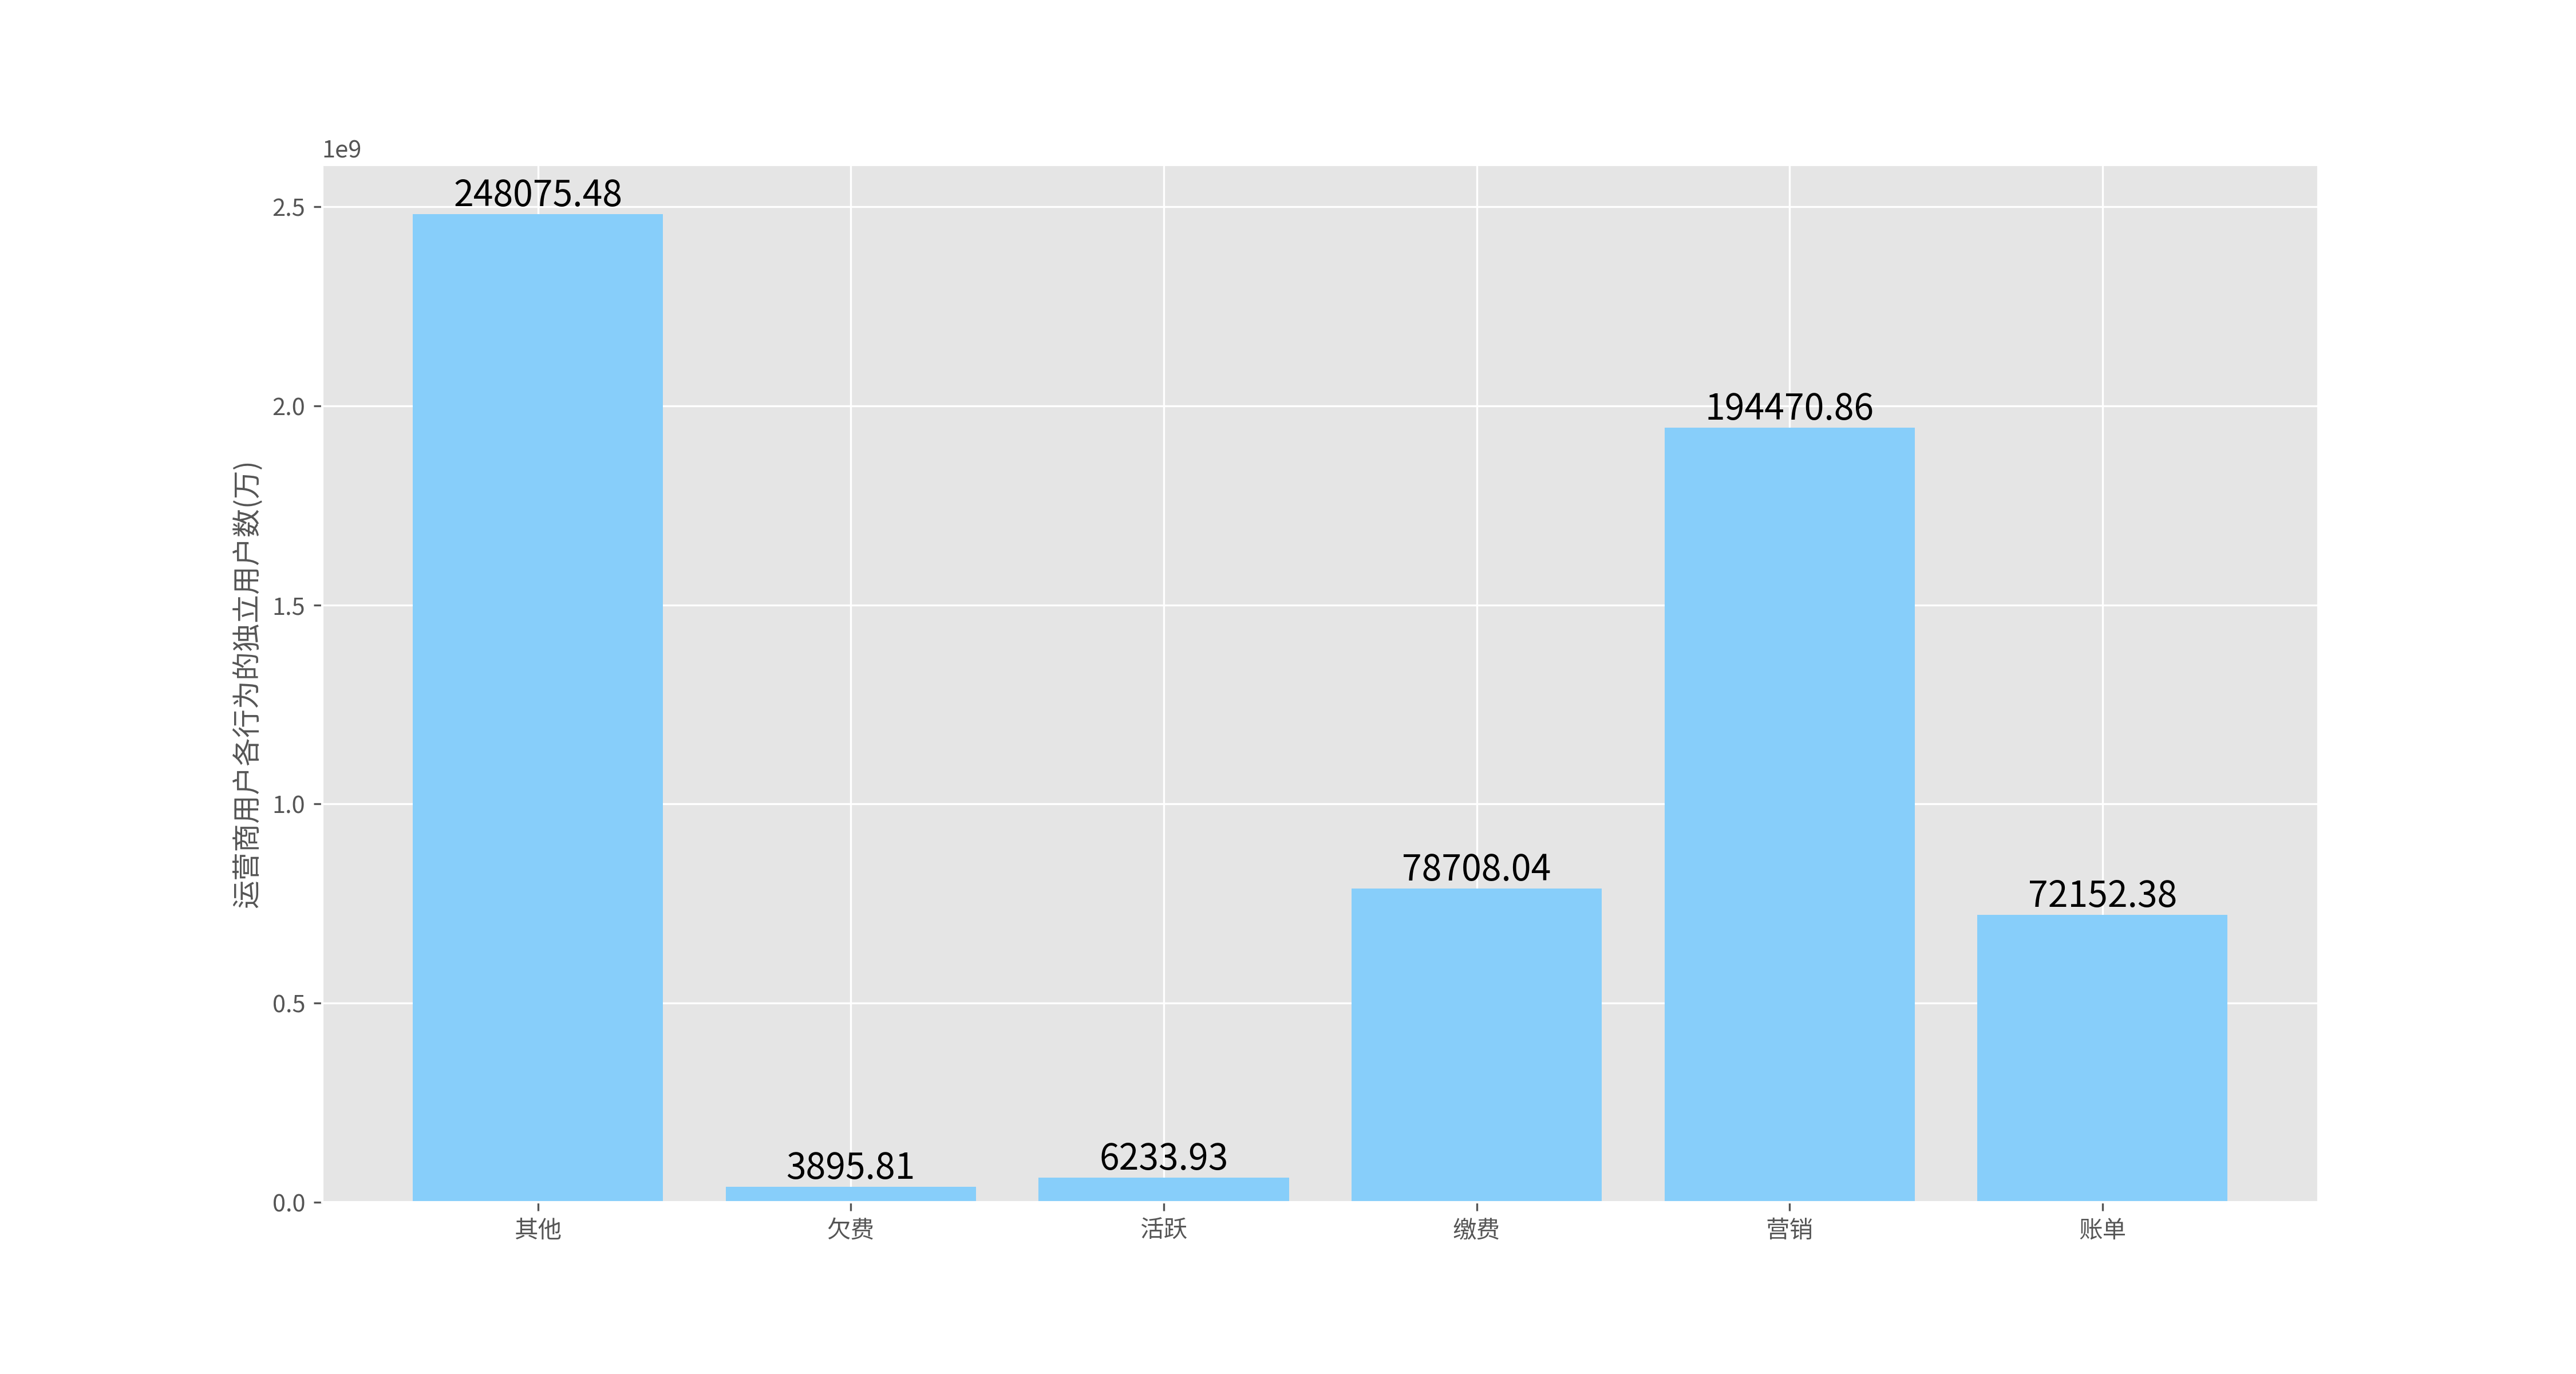 1e9
2.5
2.0
1.5
1.0
0.5
0.0
运营商用户各行为的独立用户数(万)
248075.48
3895.81
6233.93
78708.04
194470.86
72152.38
其他
欠费
活跃
缴费
营销
账单